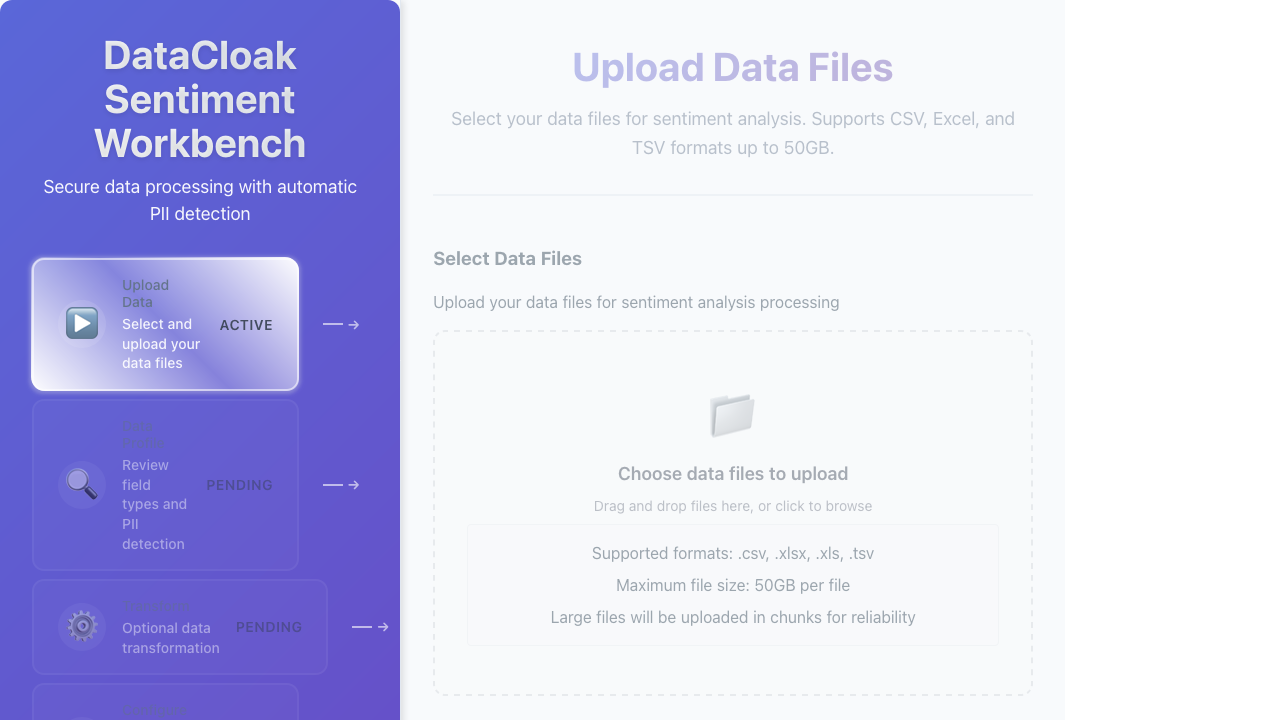 DataCloak
Sentiment
Workbench
Secure data processing with automatic
PII detection
Upload
Data
Select and
upload your
data files
ACTIVE
Data
Profile
Review
field
types and
PII
detection
PENDING
Optional data
transformation
PENDING
Upload Data Files
Select your data files for sentiment analysis. Supports CSV, Excel, and
TSV formats up to 50GB.
Select Data Files
Upload your data files for sentiment analysis processing
Choose data files to upload
Drag and drop files here, or click to browse
Supported formats: .csv, .xlsx, .xls, .tsv
Maximum file size: 50GB per file
Large files will be uploaded in chunks for reliability